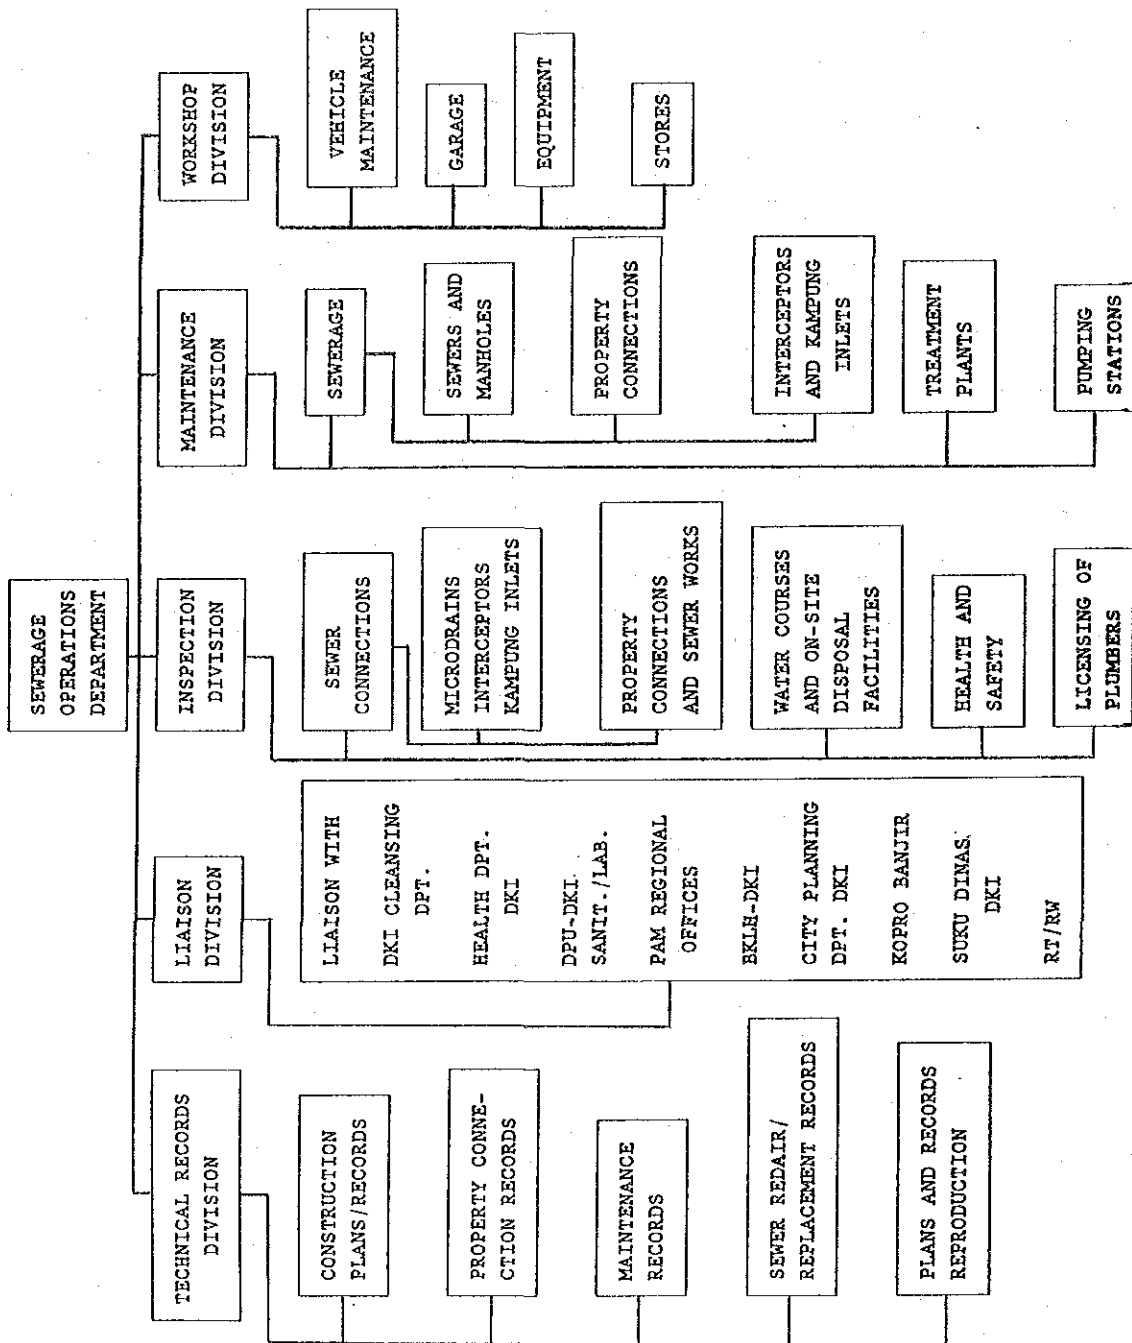 SEWERAGE
OPERATIONS
DEPARTMENT
TECHNICAL RECORDS
DIVISION
CONSTRUCTION
PLANS/RECORDS
PROPERTY CONNE-
CTION RECORDS
MAINTENANCE
RECORDS
SEWER REDAIR/
REPLACEMENT RECORDS
PLANS AND RECORDS
REPRODUCTION
LIAISON
DIVISION
LIAISON WITH
DKI CLEANSING
DPT.
HEALTH DPT.
DKI
DPU-DKI.
SANIT./LAB.
PAM REGIONAL
OFFICES
BKLH-DKI
CITY PLANNING
DPT. DKI
KOPRO BANJIR
SUKU DINAS.
DKI
RT/RW
INSPECTION
DIVISION
SEWER
CONNECTIONS
MICRODRAINS
INTERCEPTORS
KAMPUNG INLETS
PROPERTY
CONNECTIONS
AND SEWER WORKS
WATER COURSES
AND ON-SITE
DISPOSAL
FACILITIES
HEALTH AND
SAFETY
LICENSING OF
PLUMBERS
MAINTENANCE
DIVISION
SEWERAGE
SEWERS AND
MANHOLES
PROPERTY
CONNECTIONS
INTERCEPTORS
AND KAMPUNG
INLETS
TREATMENT
PLANTS
PUMPING
STATIONS
WORKSHOP
DIVISION
VEHICLE
MAINTENANCE
GARAGE
EQUIPMENT
STORES